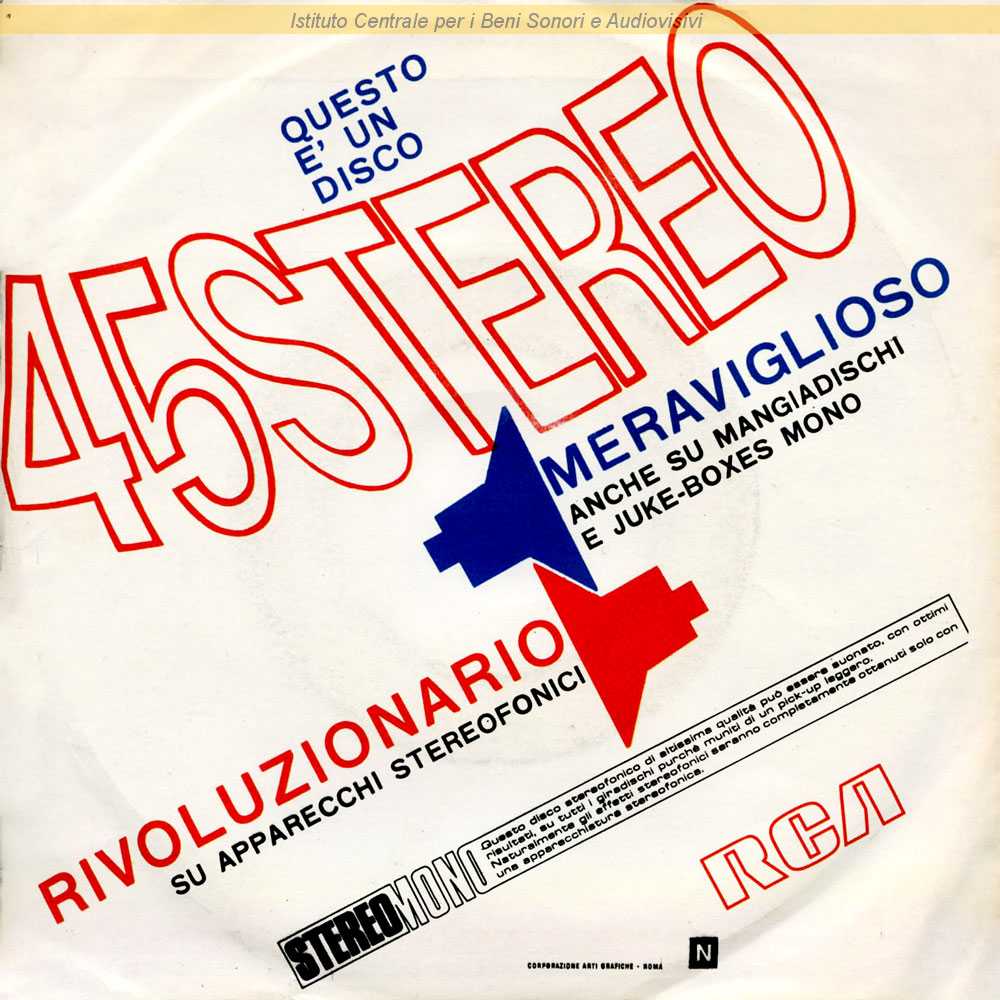 Istituto Centrale per i Beni Sonori e Audiovisivi
QUESTO
E' UN
DISCO
45STEREO
MERAVIGLIOSO
ANCHE SU MANGIADISCHI
E JUKE-BOXES MONO
RIVOLUZIONARIO
SU APPARECCHI STEREOFONICI
STEREOMONO
Questo disco stereofonico di altissima qualità può essere suonato, con ottimi
risultati, su tutti i giradischi purchè muniti di un pick-up leggero.
Naturalmente gli effetti stereofonici saranno completamente ottenuti solo con
una apparecchiatura stereofonica.
RCA
CORPORAZIONE ARTI GRAFICHE - ROMA
N